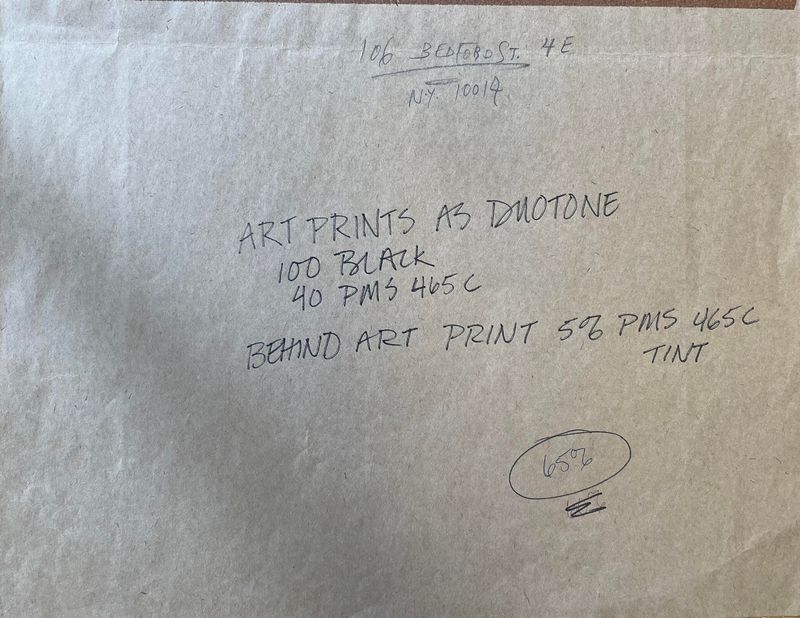 106 BEDFORD ST. 4E
N.Y. 10014
ART PRINTS AS DUOTONE
100 BLACK
40 PMS 465C
BEHIND ART PRINT 5% PMS 465C
TINT
65%